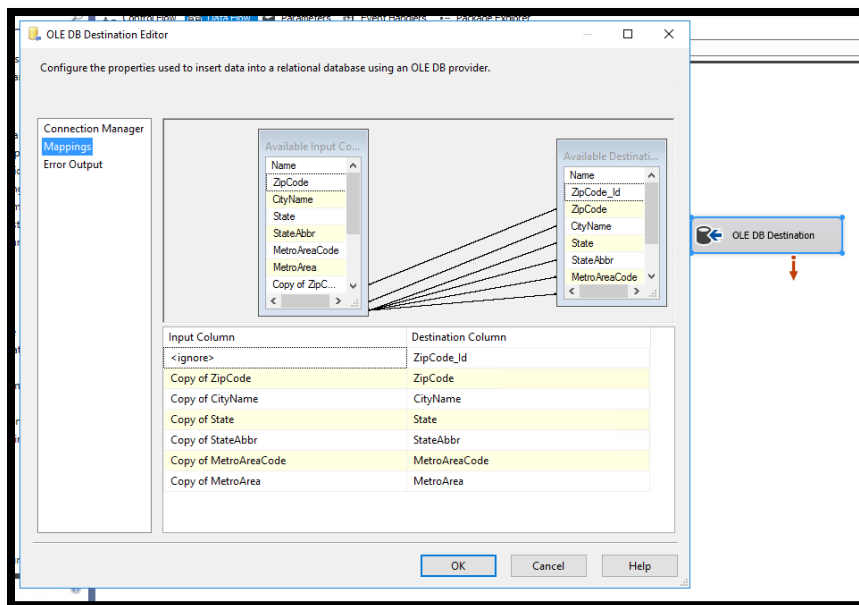 Control Flow Data Flow Parameters Event Handlers Package Explorer
OLE DB Destination Editor
Configure the properties used to insert data into a relational database using an OLE DB provider.
Connection Manager
Mappings
Error Output
Available Input Co...
Name
ZipCode
CityName
State
StateAbbr
MetroAreaCode
MetroArea
Copy of ZipC...
Available Destinati...
Name
ZipCode_Id
ZipCode
CityName
State
StateAbbr
MetroAreaCode
OLE DB Destination
Input Column Destination Column
<ignore> ZipCode_Id
Copy of ZipCode ZipCode
Copy of CityName CityName
Copy of State State
Copy of StateAbbr StateAbbr
Copy of MetroAreaCode MetroAreaCode
Copy of MetroArea MetroArea
OK Cancel Help